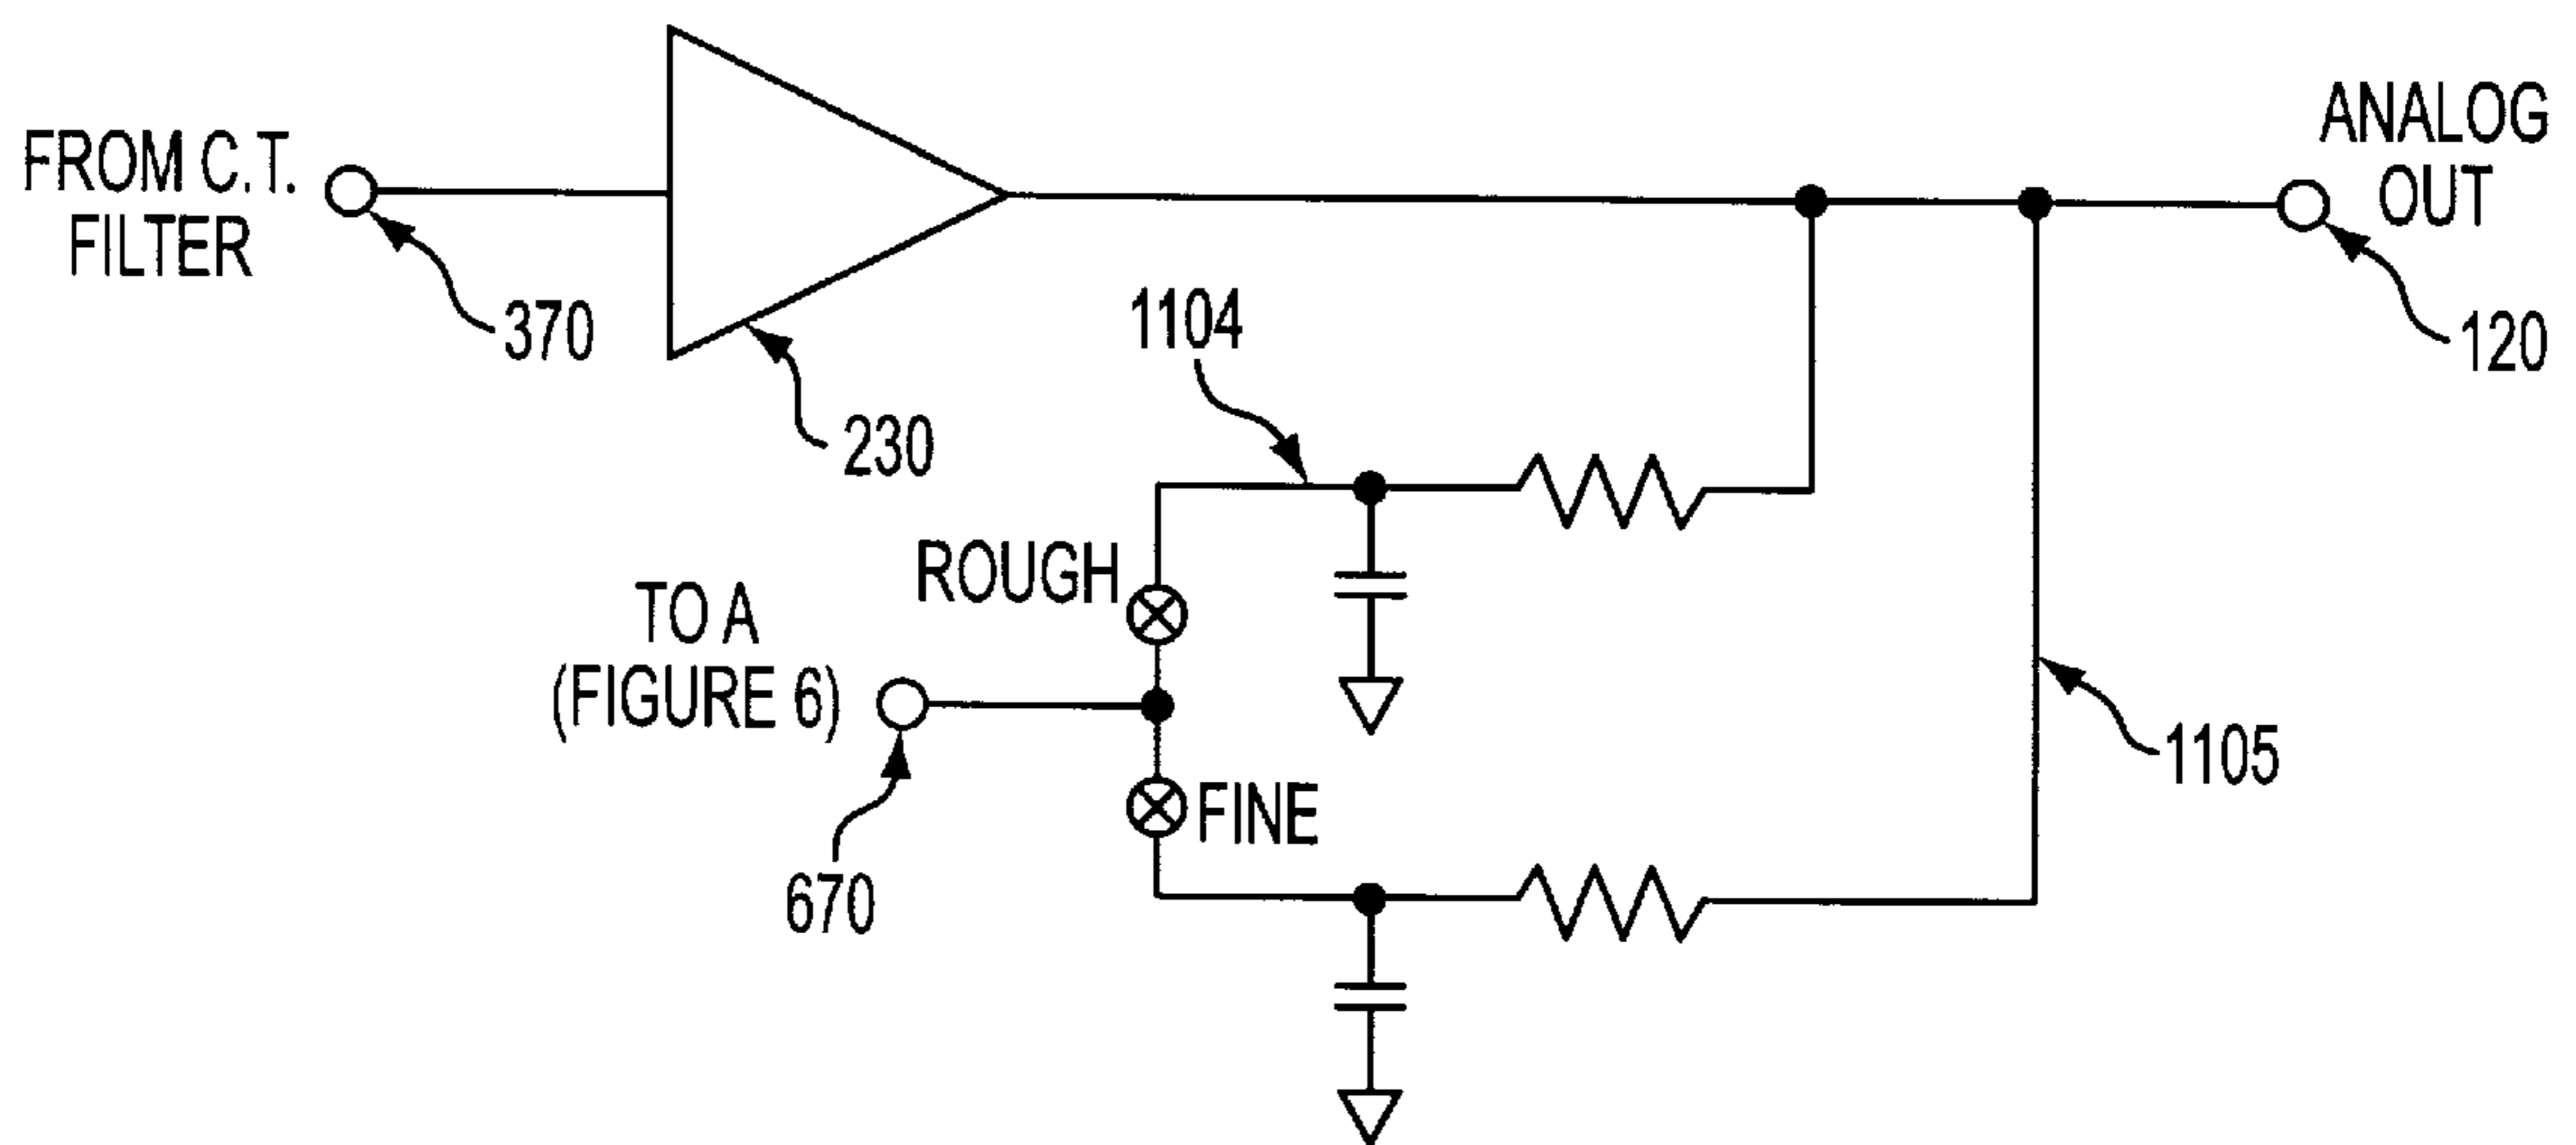 FROM C.T.
FILTER
370
230
ANALOG
OUT
120
1104
ROUGH
TO A
(FIGURE 6)
670
FINE
1105